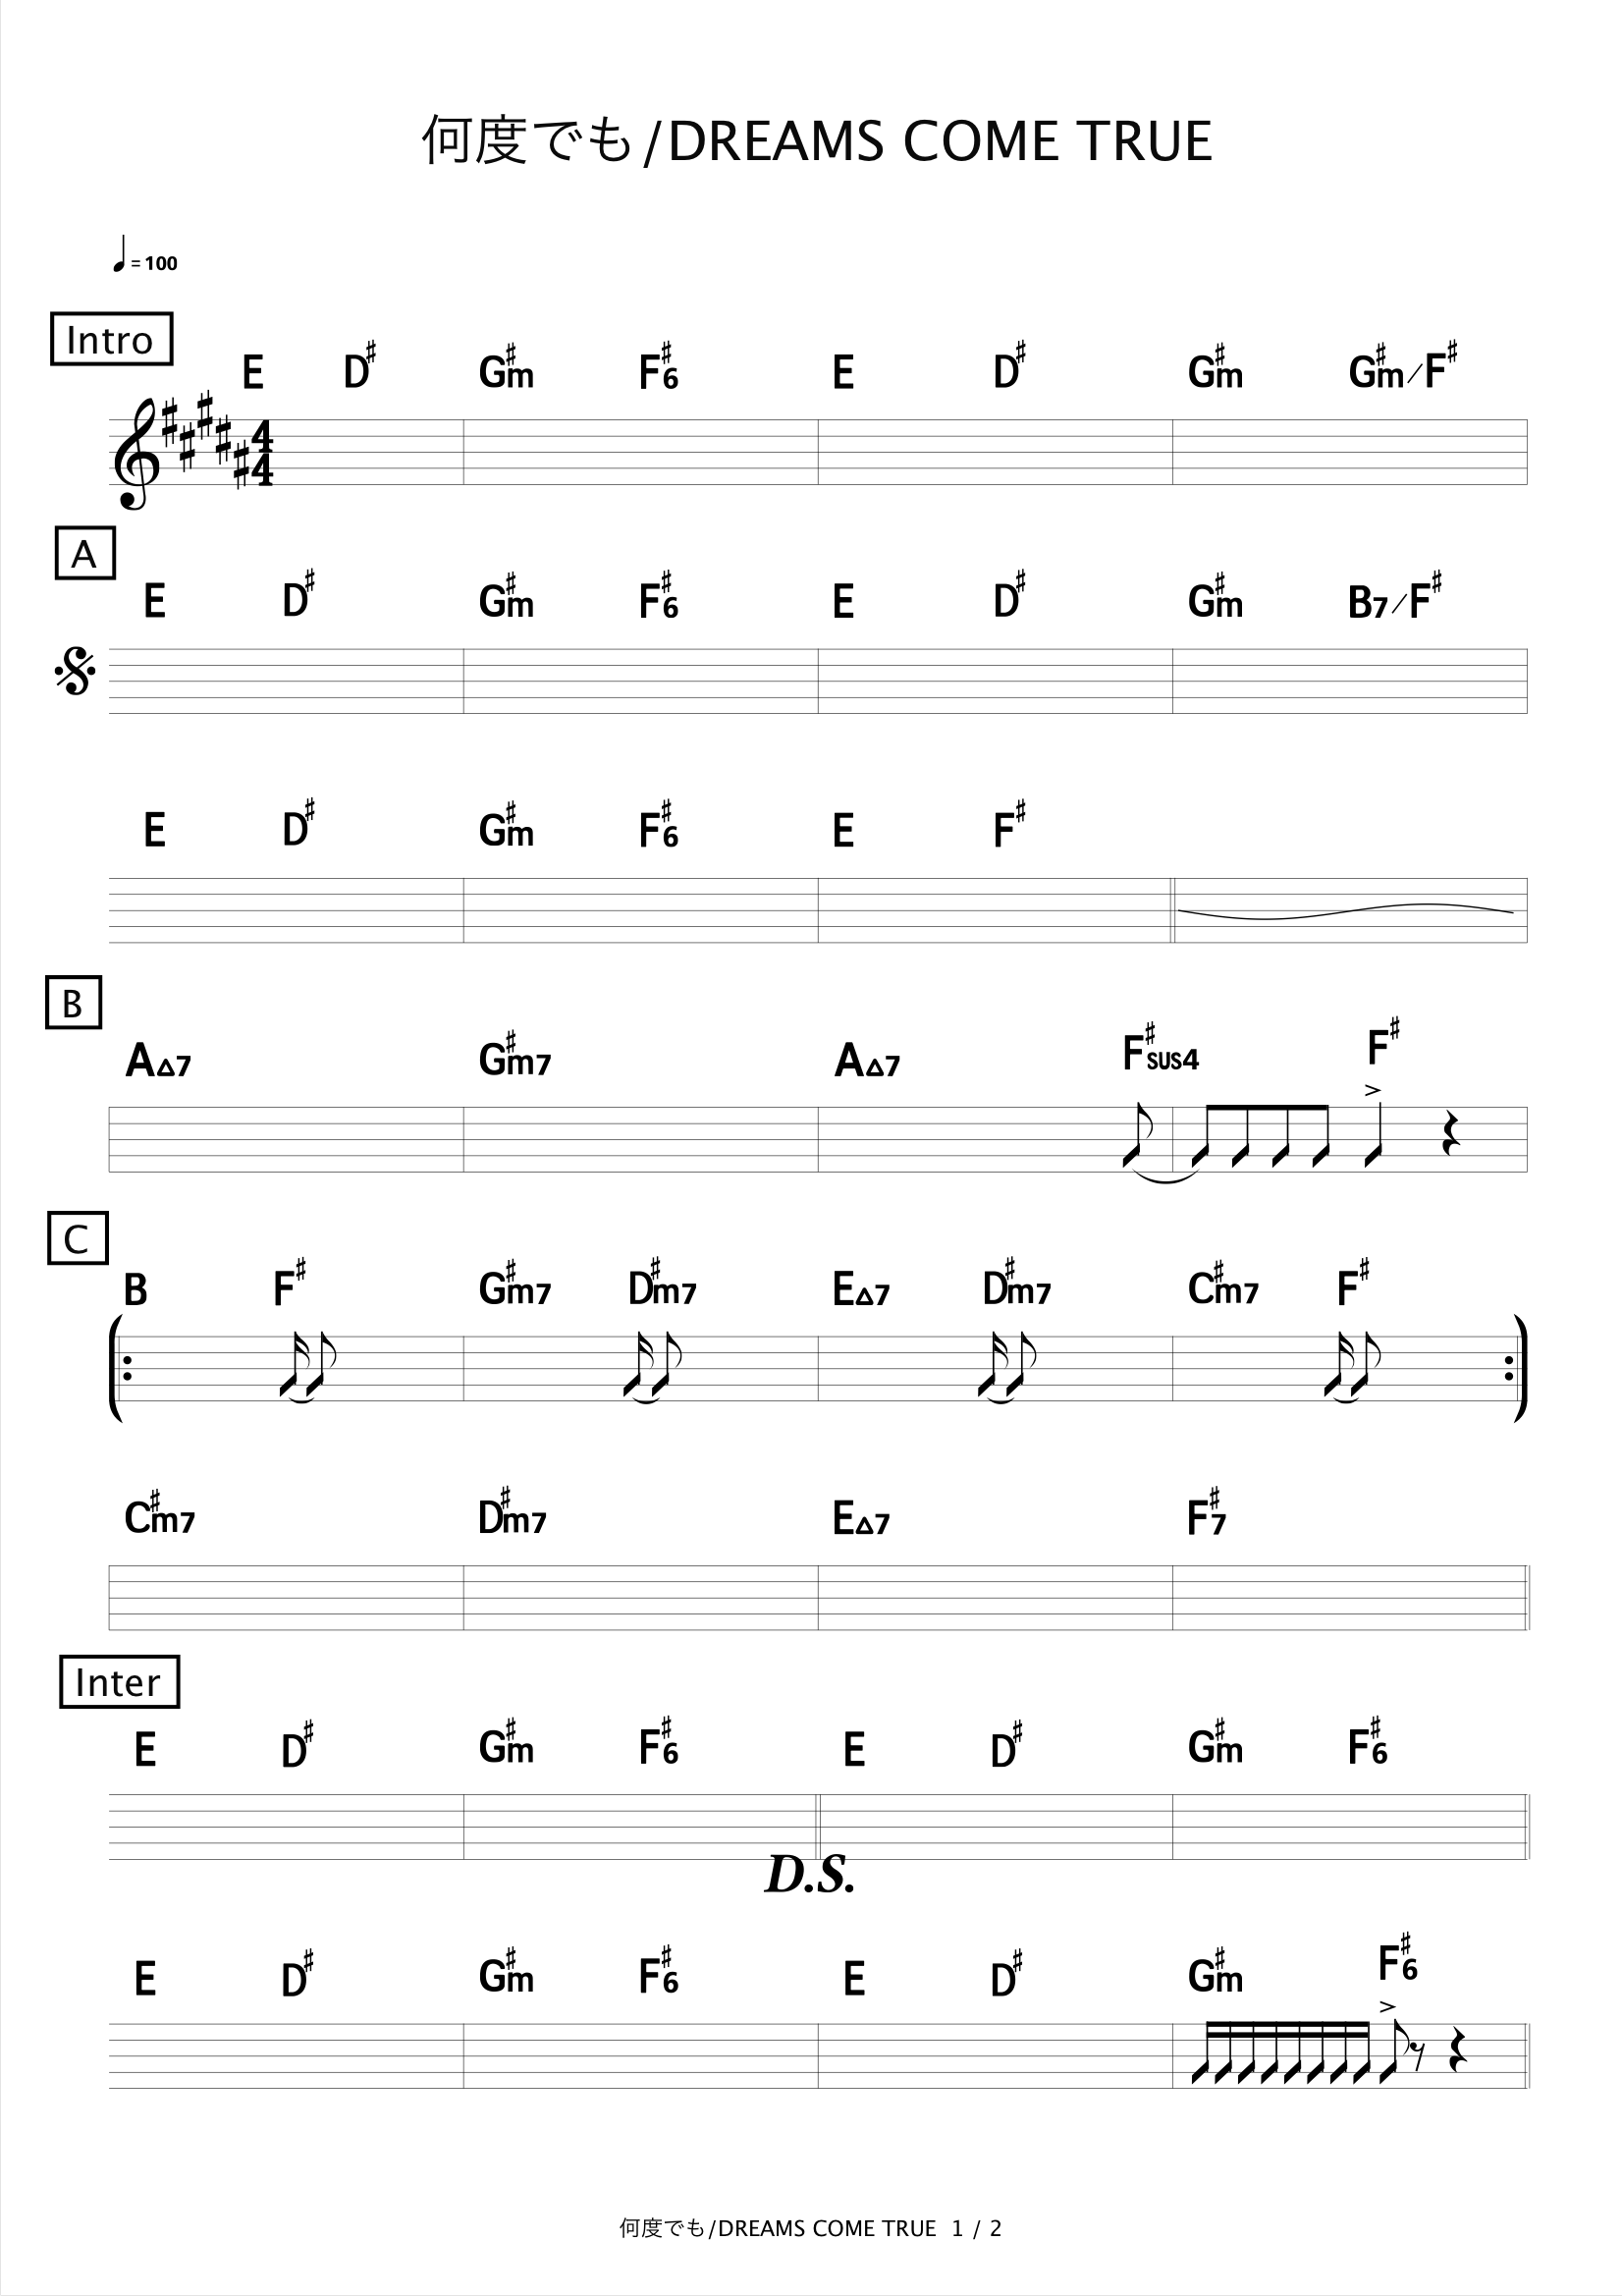 何度でも/DREAMS COME TRUE
♩=100
Intro
E D♯ G♯m F♯6 E D♯ G♯m G♯m/F♯
4
4
A
E D♯ G♯m F♯6 E D♯ G♯m B7/F♯
E D♯ G♯m F♯6 E F♯
B
A△7 G♯m7 A△7 F♯sus4 F♯
C
B F♯ G♯m7 D♯m7 E△7 D♯m7 C♯m7 F♯
C♯m7 D♯m7 E△7 F♯7
Inter
E D♯ G♯m F♯6 E D♯ G♯m F♯6
D.S.
E D♯ G♯m F♯6 E D♯ G♯m F♯6
何度でも/DREAMS COME TRUE 1 / 2